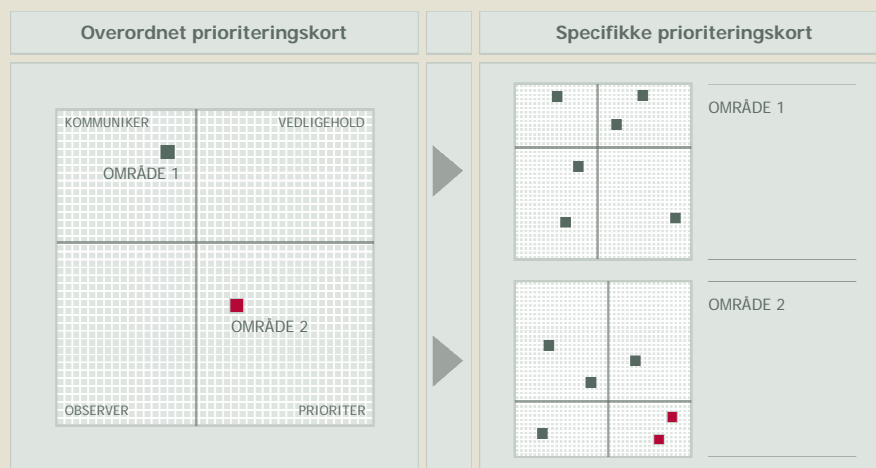 Overordnet prioriteringskort
Specifikke prioriteringskort
KOMMUNIKER
VEDLIGEHOLD
OMRÅDE 1
OMRÅDE 2
OBSERVER
PRIORITER
OMRÅDE 1
OMRÅDE 2